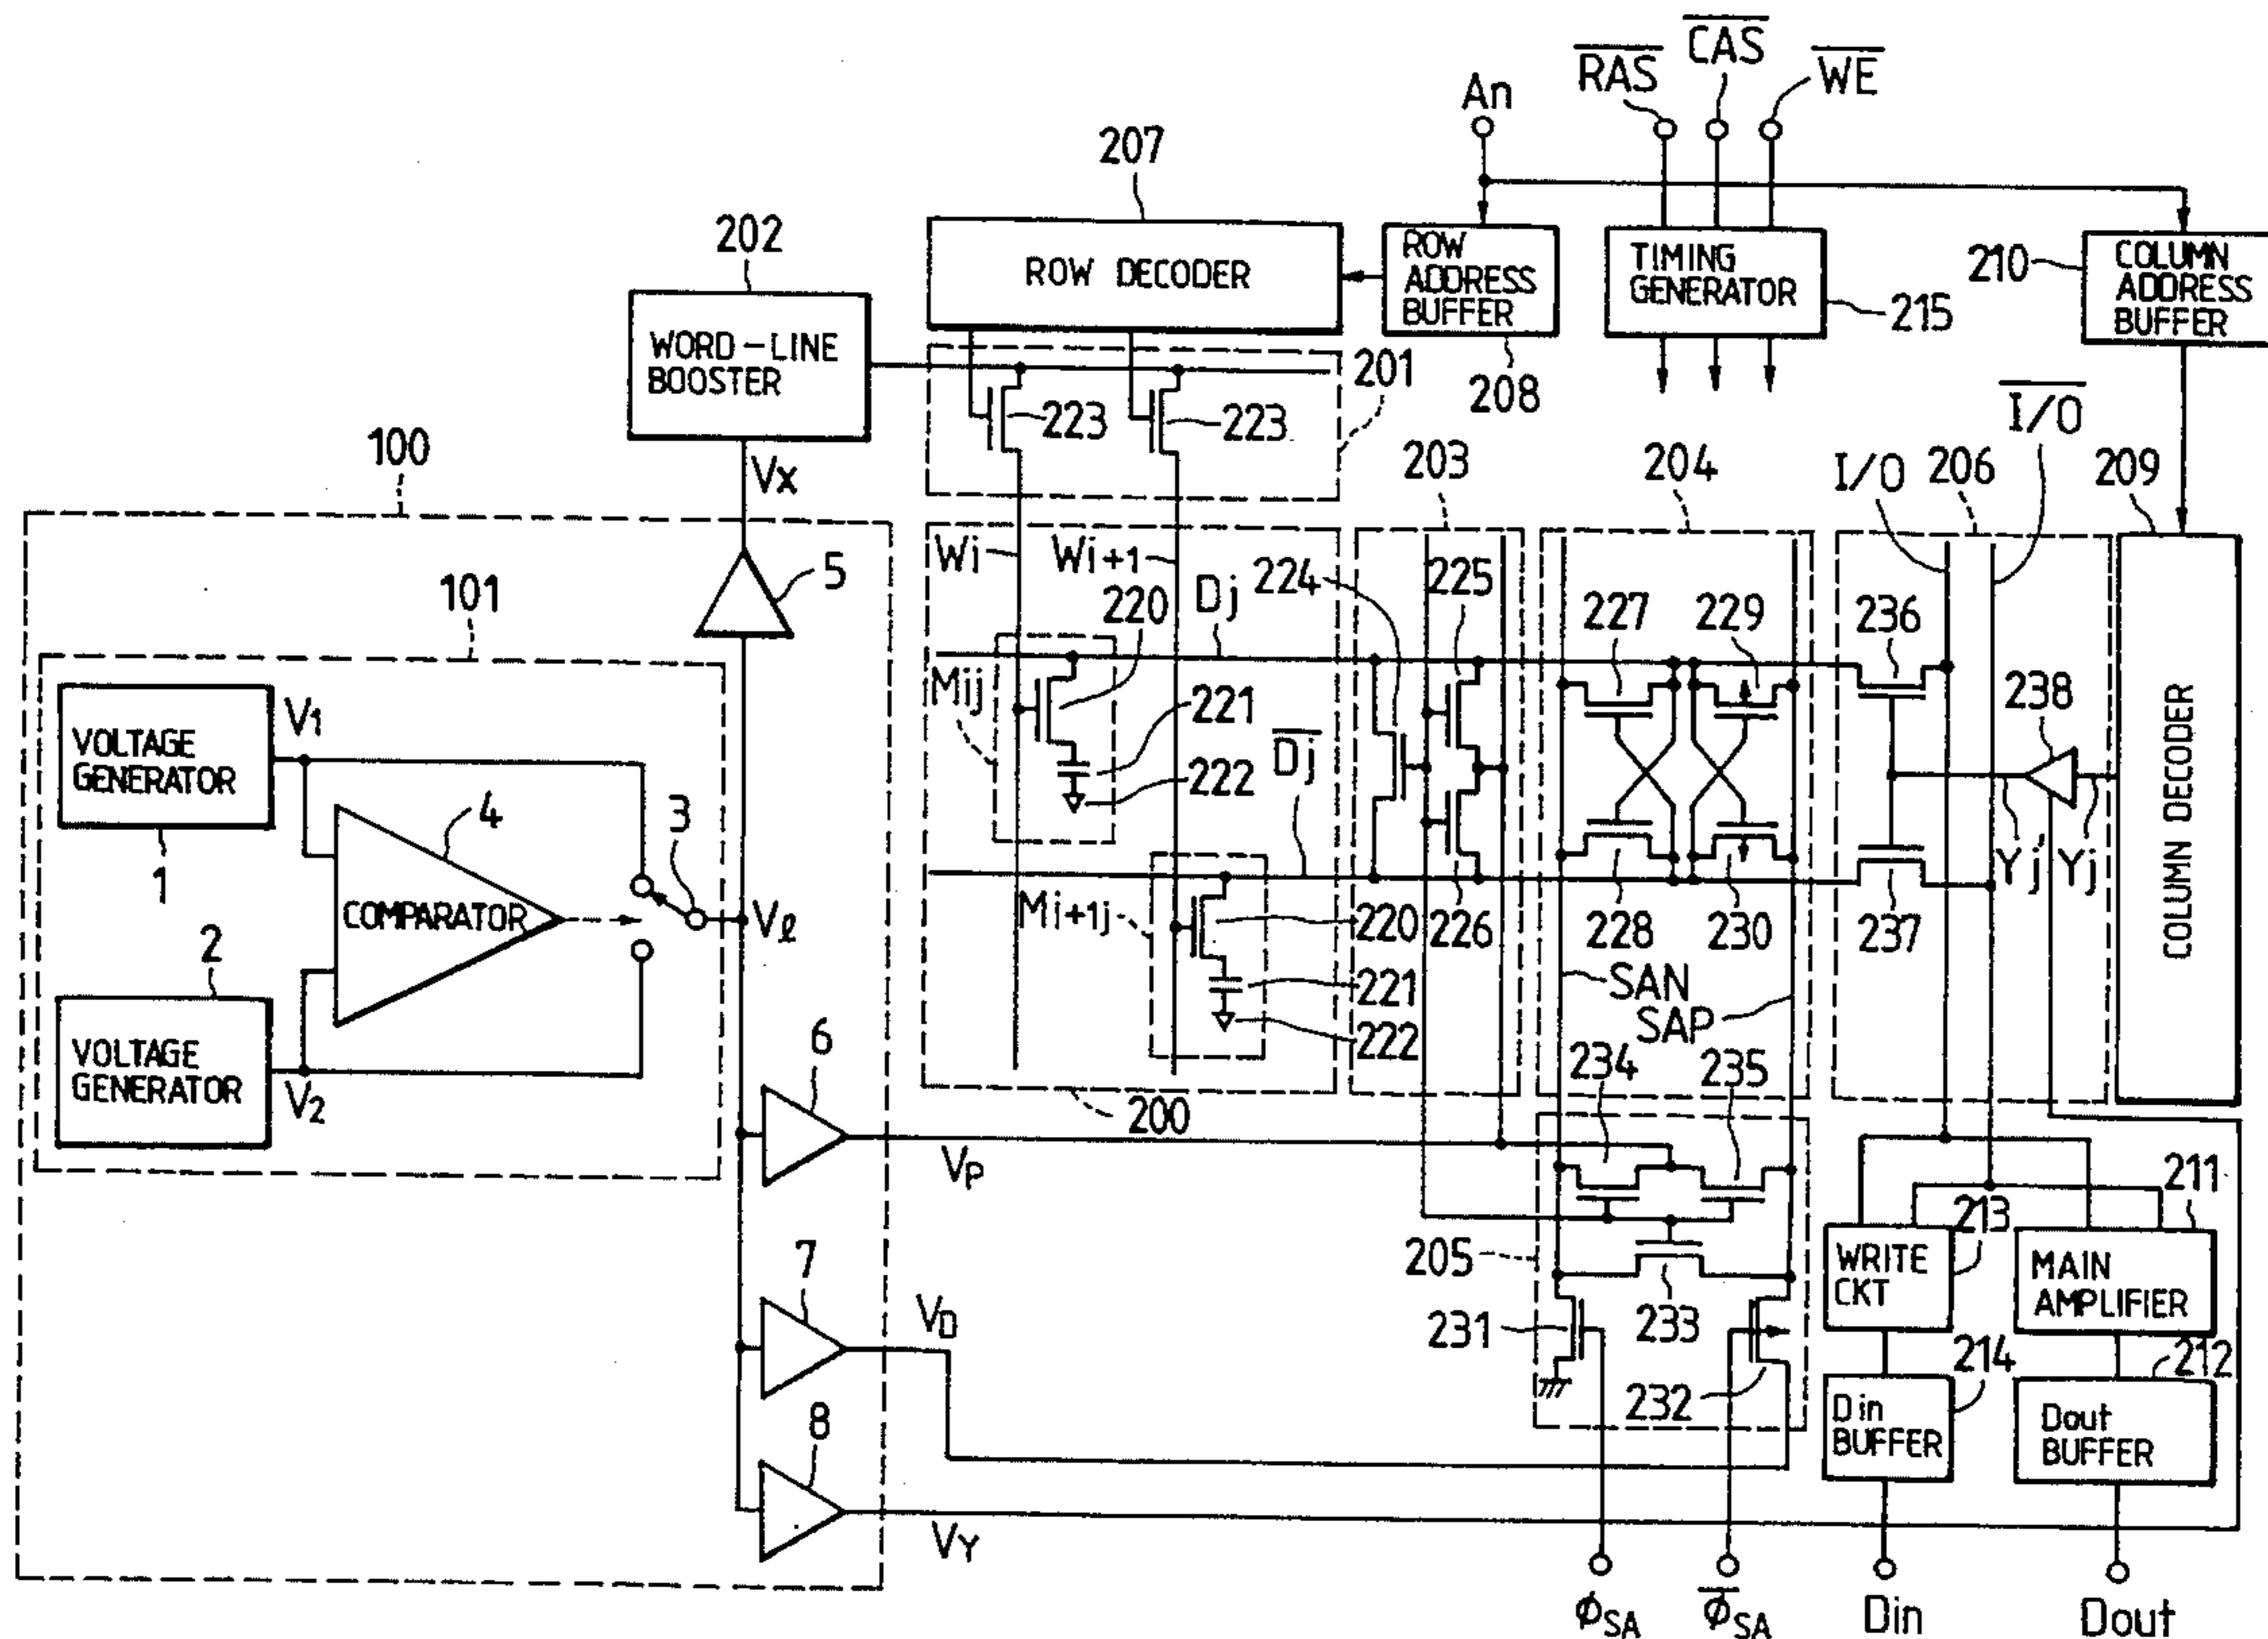 RAS
CAS
WE
An
207
202
ROW DECODER
ROW
ADDRESS
BUFFER
TIMING
GENERATOR
210
COLUMN
ADDRESS
BUFFER
215
WORD-LINE
BOOSTER
201
208
223
223
I/O
100
Vx
203
204
I/O
206
209
Wi
Wi+1
224
225
5
101
220
Dj
227
229
236
Mij
238
VOLTAGE
GENERATOR
V1
221
Dj
COLUMN DECODER
4
222
1
3
COMPARATOR
Vℓ
Yj'
Yj
2
Mi+1j
220
226
228
230
237
VOLTAGE
GENERATOR
221
SAN
SAP
222
V2
6
234
235
200
VP
211
213
205
WRITE
CKT
MAIN
AMPLIFIER
7
VD
231
233
214
212
232
Din
BUFFER
Dout
BUFFER
8
VY
ϕSA
ϕSA
Din
Dout